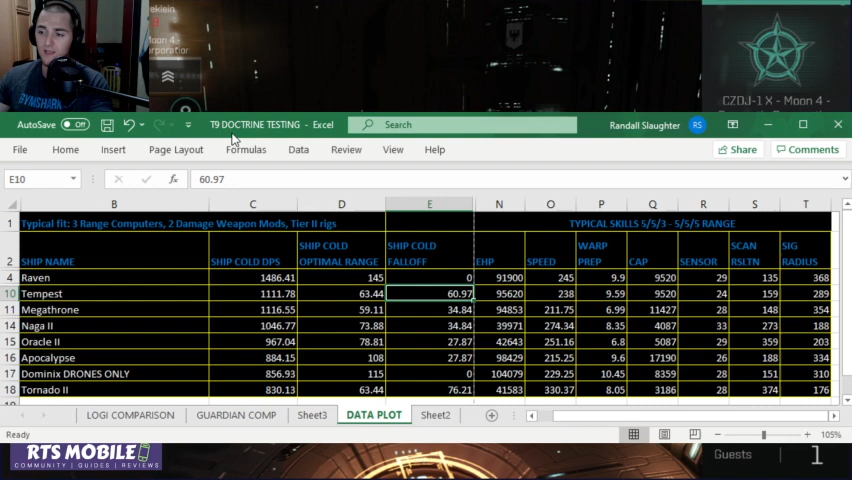 eklein
Moon 4 -
orporation
GYMSHARK
CZDJ-1 X - Moon 4 -
AutoSave Off
T9 DOCTRINE TESTING - Excel
Search
Randall Slaughter RS
File Home Insert Page Layout Formulas Data Review View Help Share Comments
E10 fx 60.97
B C D E N O P Q R S T
1 Typical fit: 3 Range Computers, 2 Damage Weapon Mods, Tier II rigs TYPICAL SKILLS 5/5/3 - 5/5/5 RANGE
2 SHIP NAME SHIP COLD DPS SHIP COLD OPTIMAL RANGE SHIP COLD FALLOFF EHP SPEED WARP PREP CAP SENSOR SCAN RSLTN SIG RADIUS
4 Raven 1486.41 145 0 91900 245 9.9 9520 29 135 368
10 Tempest 1111.78 63.44 60.97 95620 238 9.59 9520 24 159 289
11 Megathrone 1116.55 59.11 34.84 94853 211.75 6.99 11427 28 148 354
14 Naga II 1046.77 73.88 34.84 39971 274.34 8.35 4087 33 273 188
15 Oracle II 967.04 78.81 27.87 42643 251.16 6.8 5087 29 359 203
16 Apocalypse 884.15 108 27.87 98429 215.25 9.6 17190 26 188 334
17 Dominix DRONES ONLY 856.93 115 0 104079 229.25 10.45 8359 28 151 310
18 Tornado II 830.13 63.44 76.21 41583 330.37 8.05 3186 28 374 176
LOGI COMPARISON GUARDIAN COMP Sheet3 DATA PLOT Sheet2
Ready 105%
RTS MOBILE
COMMUNITY | GUIDES | REVIEWS
Guests 1